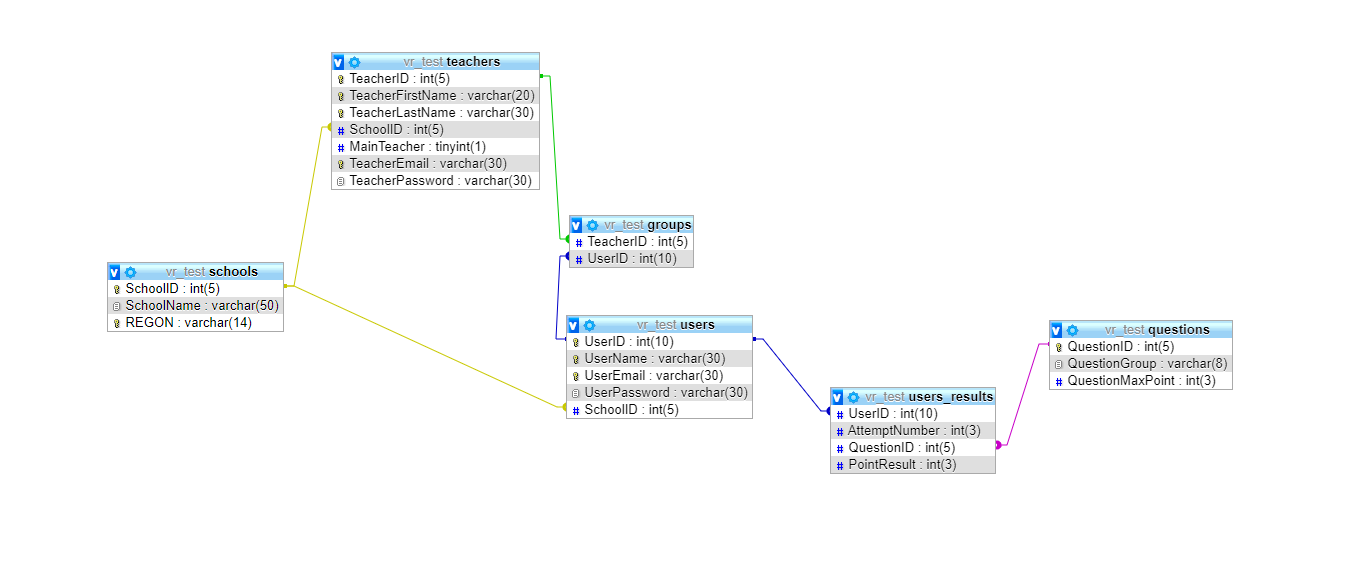 vr_test teachers
TeacherID : int(5)
TeacherFirstName : varchar(20)
TeacherLastName : varchar(30)
SchoolID : int(5)
MainTeacher : tinyint(1)
TeacherEmail : varchar(30)
TeacherPassword : varchar(30)
vr_test groups
TeacherID : int(5)
UserID : int(10)
vr_test schools
SchoolID : int(5)
SchoolName : varchar(50)
REGON : varchar(14)
vr_test users
UserID : int(10)
UserName : varchar(30)
UserEmail : varchar(30)
UserPassword : varchar(30)
SchoolID : int(5)
vr_test questions
QuestionID : int(5)
QuestionGroup : varchar(8)
QuestionMaxPoint : int(3)
vr_test users_results
UserID : int(10)
AttemptNumber : int(3)
QuestionID : int(5)
PointResult : int(3)